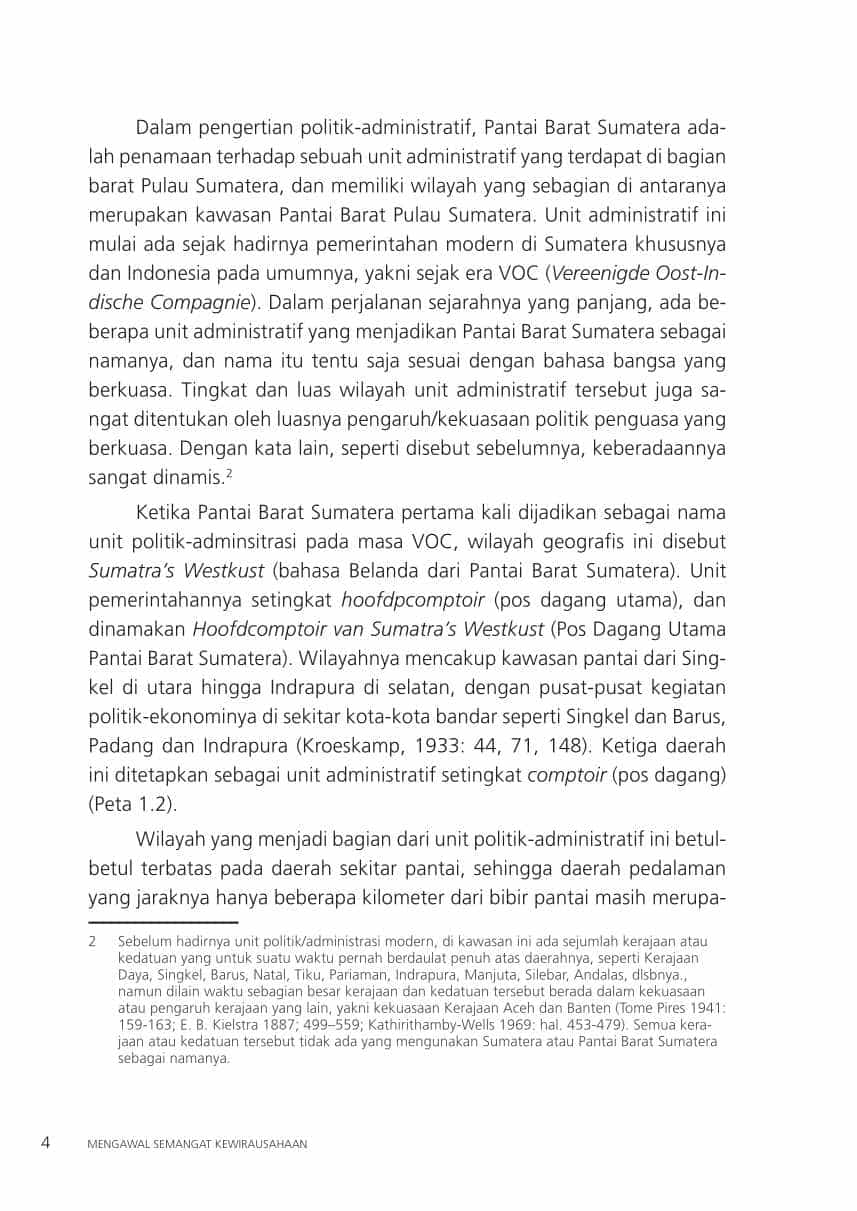 Dalam pengertian politik-administratif, Pantai Barat Sumatera ada-
lah penamaan terhadap sebuah unit administratif yang terdapat di bagian
barat Pulau Sumatera, dan memiliki wilayah yang sebagian di antaranya
merupakan kawasan Pantai Barat Pulau Sumatera. Unit administratif ini
mulai ada sejak hadirnya pemerintahan modern di Sumatera khususnya
dan Indonesia pada umumnya, yakni sejak era VOC (Vereenigde Oost-In-
dische Compagnie). Dalam perjalanan sejarahnya yang panjang, ada be-
berapa unit administratif yang menjadikan Pantai Barat Sumatera sebagai
namanya, dan nama itu tentu saja sesuai dengan bahasa bangsa yang
berkuasa. Tingkat dan luas wilayah unit administratif tersebut juga sa-
ngat ditentukan oleh luasnya pengaruh/kekuasaan politik penguasa yang
berkuasa. Dengan kata lain, seperti disebut sebelumnya, keberadaannya
sangat dinamis.2
Ketika Pantai Barat Sumatera pertama kali dijadikan sebagai nama
unit politik-adminsitrasi pada masa VOC, wilayah geografis ini disebut
Sumatra’s Westkust (bahasa Belanda dari Pantai Barat Sumatera). Unit
pemerintahannya setingkat hoofdpcomptoir (pos dagang utama), dan
dinamakan Hoofdcomptoir van Sumatra’s Westkust (Pos Dagang Utama
Pantai Barat Sumatera). Wilayahnya mencakup kawasan pantai dari Sing-
kel di utara hingga Indrapura di selatan, dengan pusat-pusat kegiatan
politik-ekonominya di sekitar kota-kota bandar seperti Singkel dan Barus,
Padang dan Indrapura (Kroeskamp, 1933: 44, 71, 148). Ketiga daerah
ini ditetapkan sebagai unit administratif setingkat comptoir (pos dagang)
(Peta 1.2).
Wilayah yang menjadi bagian dari unit politik-administratif ini betul-
betul terbatas pada daerah sekitar pantai, sehingga daerah pedalaman
yang jaraknya hanya beberapa kilometer dari bibir pantai masih merupa-
2 Sebelum hadirnya unit politik/administrasi modern, di kawasan ini ada sejumlah kerajaan atau
kedatuan yang untuk suatu waktu pernah berdaulat penuh atas daerahnya, seperti Kerajaan
Daya, Singkel, Barus, Natal, Tiku, Pariaman, Indrapura, Manjuta, Silebar, Andalas, dlsbnya.,
namun dilain waktu sebagian besar kerajaan dan kedatuan tersebut berada dalam kekuasaan
atau pengaruh kerajaan yang lain, yakni kekuasaan Kerajaan Aceh dan Banten (Tome Pires 1941:
159-163; E. B. Kielstra 1887; 499–559; Kathirithamby-Wells 1969: hal. 453-479). Semua kera-
jaan atau kedatuan tersebut tidak ada yang mengunakan Sumatera atau Pantai Barat Sumatera
sebagai namanya.
4 MENGAWAL SEMANGAT KEWIRAUSAHAAN